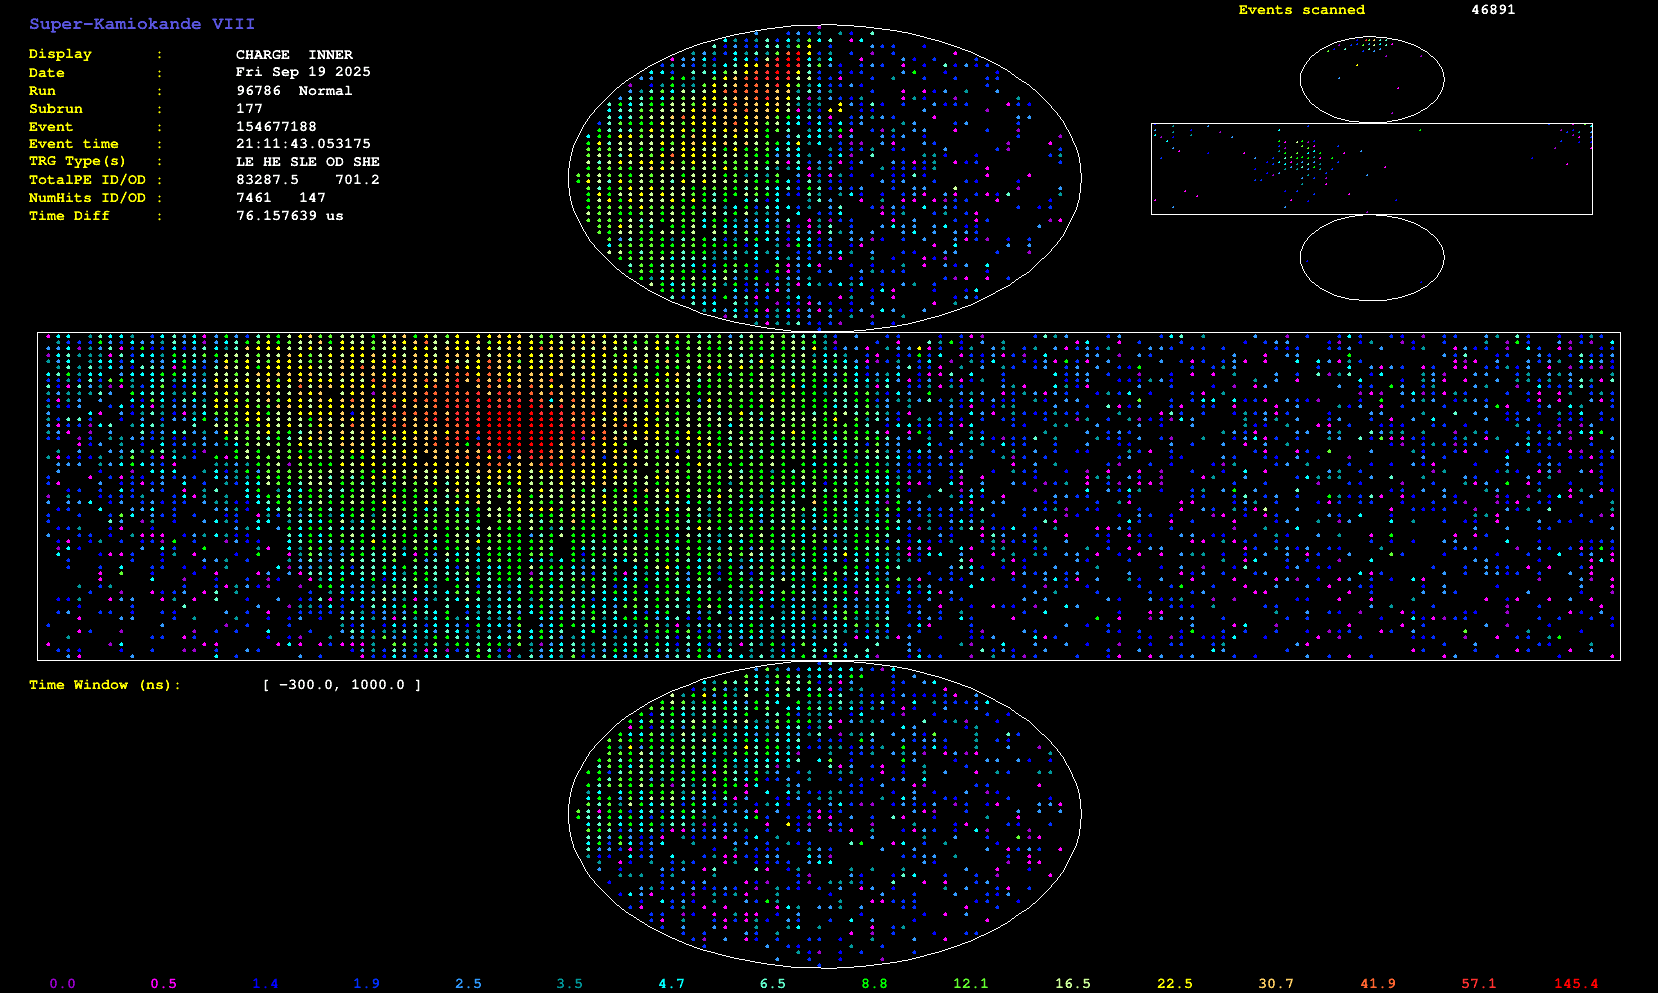 Super-Kamiokande VIII
Events scanned 46891
Display : CHARGE INNER
Date : Fri Sep 19 2025
Run : 96786 Normal
Subrun : 177
Event : 154677188
Event time : 21:11:43.053175
TRG Type(s) : LE HE SLE OD SHE
TotalPE ID/OD : 83287.5 701.2
NumHits ID/OD : 7461 147
Time Diff : 76.157639 us
Time Window (ns): [ -300.0, 1000.0 ]
0.0 0.5 1.4 1.9 2.5 3.5 4.7 6.5 8.8 12.1 16.5 22.5 30.7 41.9 57.1 145.4